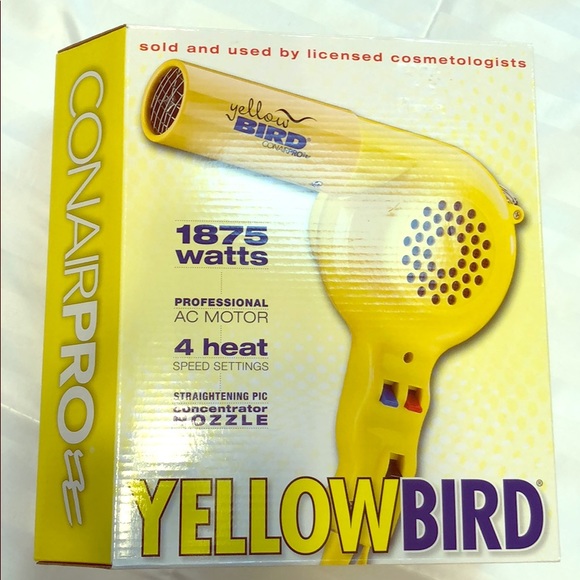 sold and used by licensed cosmetologists
CONAIRPRO
yellow
BIRD®
CONAIRPRO
1875
watts
PROFESSIONAL
AC MOTOR
4 heat
SPEED SETTINGS
STRAIGHTENING PIC
concentrator
NOZZLE
YELLOWBIRD®